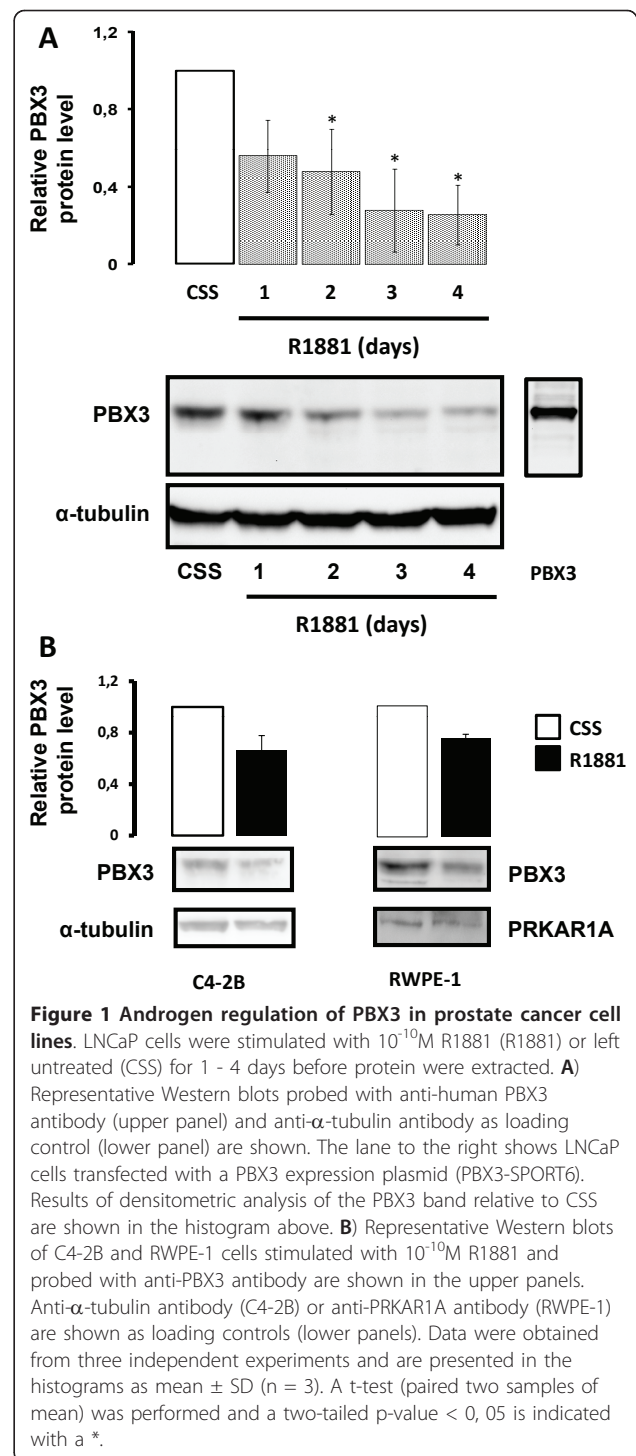 A
1,2
0,8
0,4
0
Relative PBX3
protein level
*
*
*
CSS 1 2 3 4
R1881 (days)
PBX3
α-tubulin
CSS 1 2 3 4 PBX3
R1881 (days)
B
1,2
0,8
0,4
0
Relative PBX3
protein level
CSS
R1881
PBX3 PBX3
α-tubulin PRKAR1A
C4-2B RWPE-1
Figure 1 Androgen regulation of PBX3 in prostate cancer cell
lines. LNCaP cells were stimulated with 10⁻¹⁰M R1881 (R1881) or left
untreated (CSS) for 1 - 4 days before protein were extracted. A)
Representative Western blots probed with anti-human PBX3
antibody (upper panel) and anti-α-tubulin antibody as loading
control (lower panel) are shown. The lane to the right shows LNCaP
cells transfected with a PBX3 expression plasmid (PBX3-SPORT6).
Results of densitometric analysis of the PBX3 band relative to CSS
are shown in the histogram above. B) Representative Western blots
of C4-2B and RWPE-1 cells stimulated with 10⁻¹⁰M R1881 and
probed with anti-PBX3 antibody are shown in the upper panels.
Anti-α-tubulin antibody (C4-2B) or anti-PRKAR1A antibody (RWPE-1)
are shown as loading controls (lower panels). Data were obtained
from three independent experiments and are presented in the
histograms as mean ± SD (n = 3). A t-test (paired two samples of
mean) was performed and a two-tailed p-value < 0, 05 is indicated
with a *.